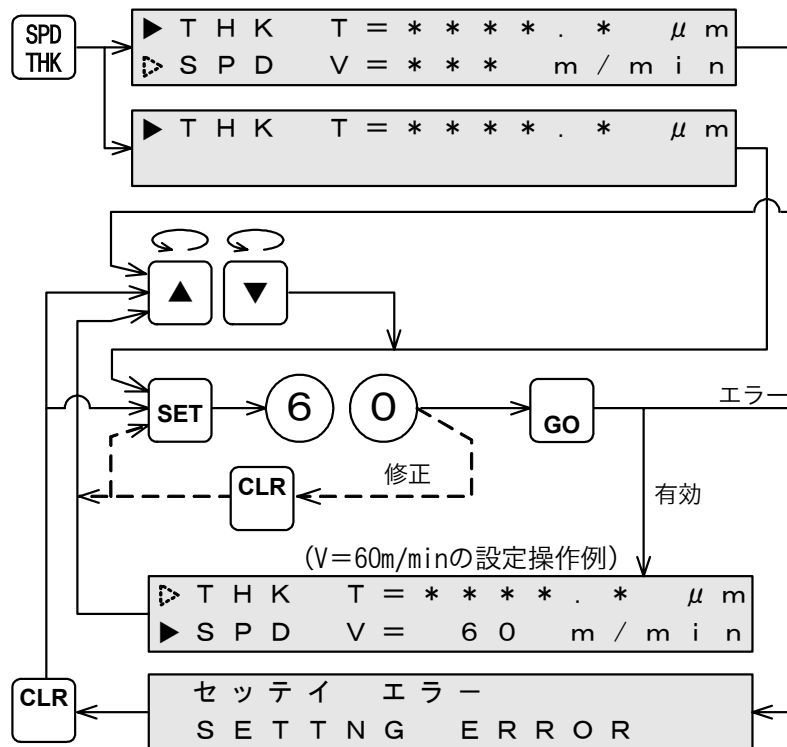 SPD
THK
▶THK T=****.* μm
▷SPD V=*** m/min
▶THK T=****.* μm
▲ ▼
SET 6 0 GO エラー
CLR 修正 有効
(V=60m/minの設定操作例)
▷THK T=****.* μm
▶SPD V= 60 m/min
CLR
セッテイ エラー
SETTNG ERROR